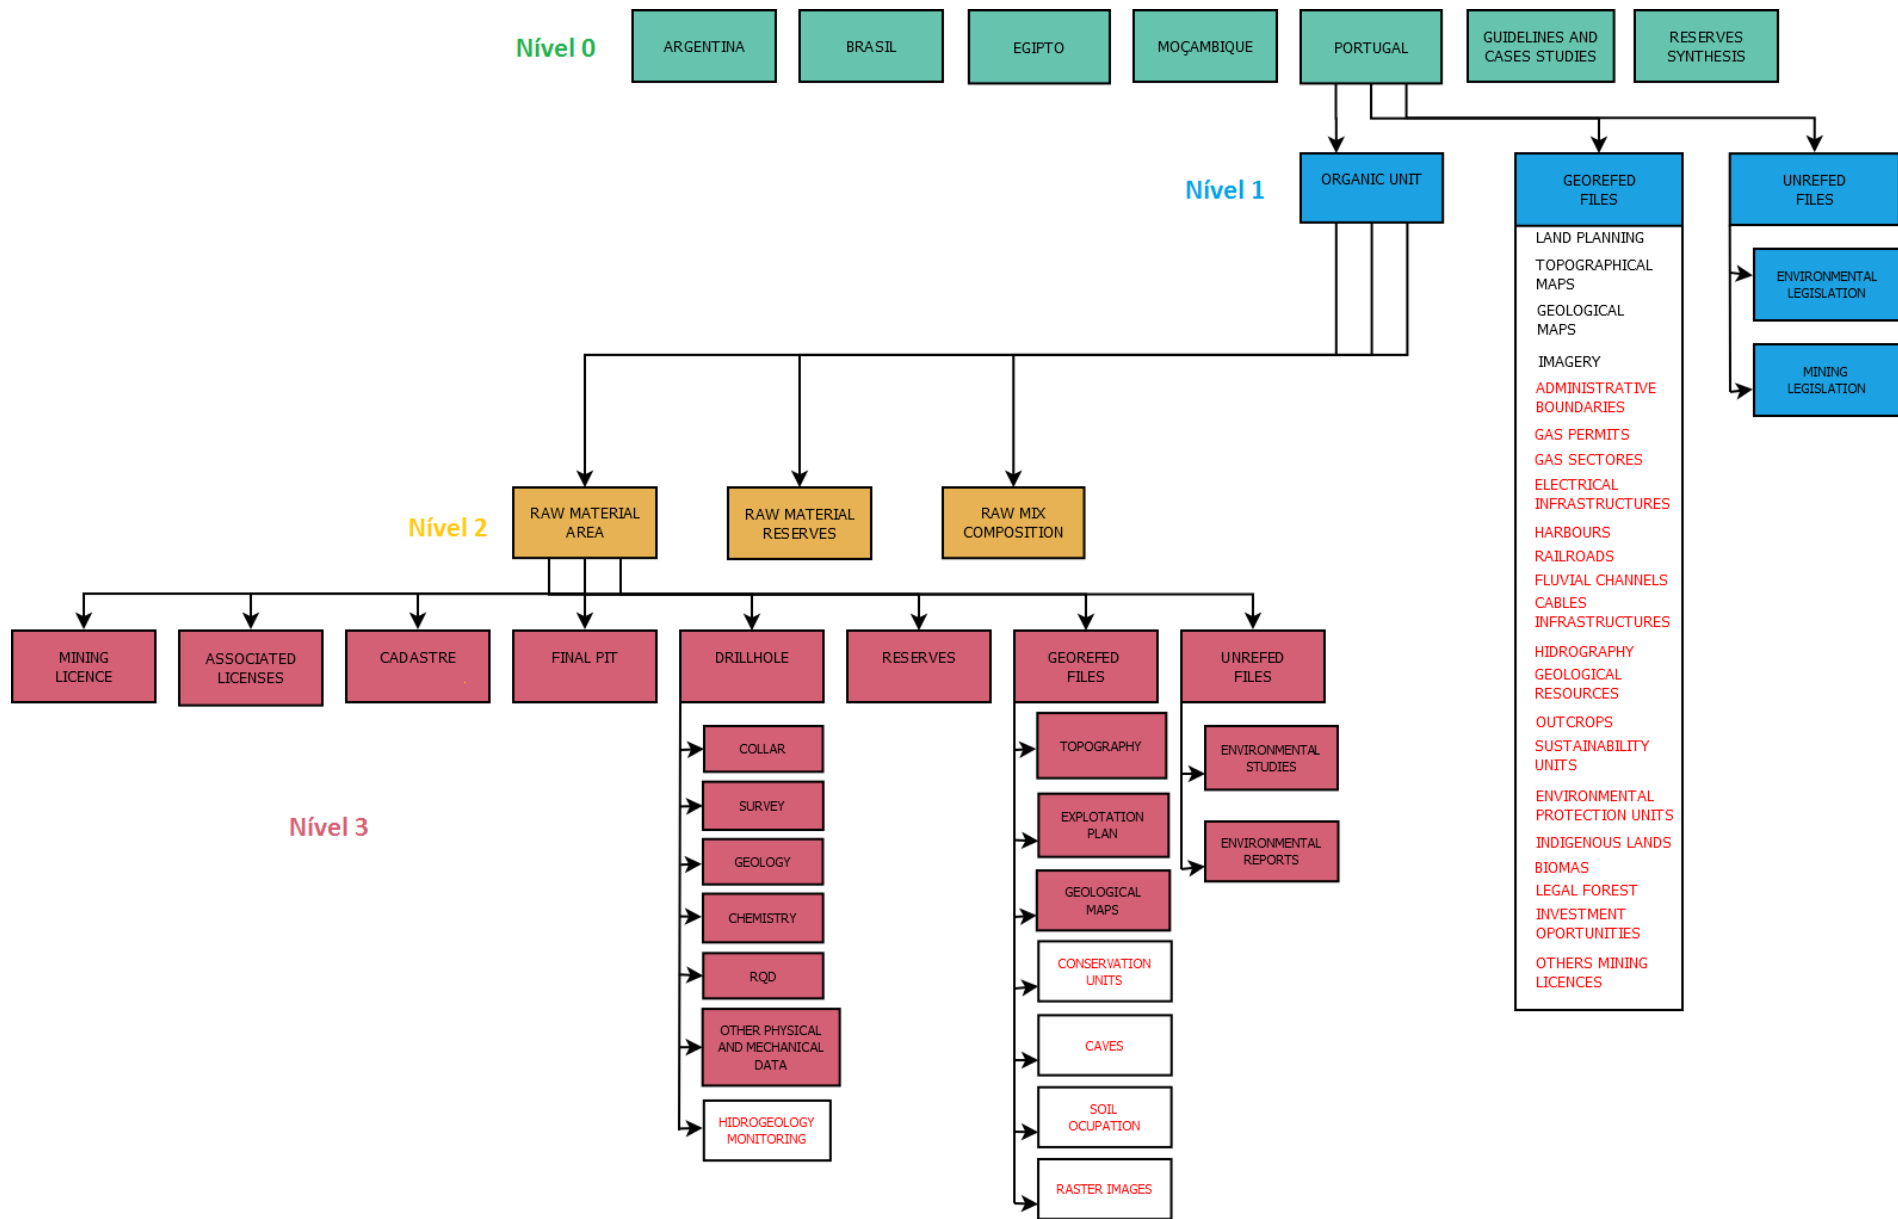 Nível 0
ARGENTINA
BRASIL
EGIPTO
MOÇAMBIQUE
PORTUGAL
GUIDELINES AND
CASES STUDIES
RESERVES
SYNTHESIS
Nível 1
ORGANIC UNIT
GEOREFED
FILES
UNREFED
FILES
LAND PLANNING
TOPOGRAPHICAL
MAPS
GEOLOGICAL
MAPS
IMAGERY
ADMINISTRATIVE
BOUNDARIES
GAS PERMITS
GAS SECTORES
ELECTRICAL
INFRASTRUCTURES
HARBOURS
RAILROADS
FLUVIAL CHANNELS
CABLES
INFRASTRUCTURES
HIDROGRAPHY
GEOLOGICAL
RESOURCES
OUTCROPS
SUSTAINABILITY
UNITS
ENVIRONMENTAL
PROTECTION UNITS
INDIGENOUS LANDS
BIOMAS
LEGAL FOREST
INVESTMENT
OPORTUNITIES
OTHERS MINING
LICENCES
ENVIRONMENTAL
LEGISLATION
MINING
LEGISLATION
Nível 2
RAW MATERIAL
AREA
RAW MATERIAL
RESERVES
RAW MIX
COMPOSITION
Nível 3
MINING
LICENCE
ASSOCIATED
LICENSES
CADASTRE
FINAL PIT
DRILLHOLE
RESERVES
GEOREFED
FILES
UNREFED
FILES
COLLAR
SURVEY
GEOLOGY
CHEMISTRY
RQD
OTHER PHYSICAL
AND MECHANICAL
DATA
HIDROGEOLOGY
MONITORING
TOPOGRAPHY
EXPLOTATION
PLAN
GEOLOGICAL
MAPS
CONSERVATION
UNITS
CAVES
SOIL
OCUPATION
RASTER IMAGES
ENVIRONMENTAL
STUDIES
ENVIRONMENTAL
REPORTS